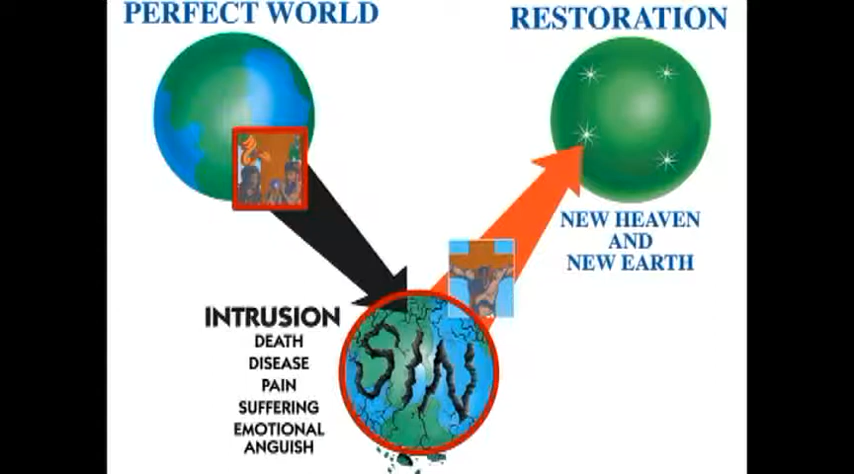 PERFECT WORLD
RESTORATION
NEW HEAVEN
AND
NEW EARTH
INTRUSION
DEATH
DISEASE
PAIN
SUFFERING
EMOTIONAL
ANGUISH
SIN